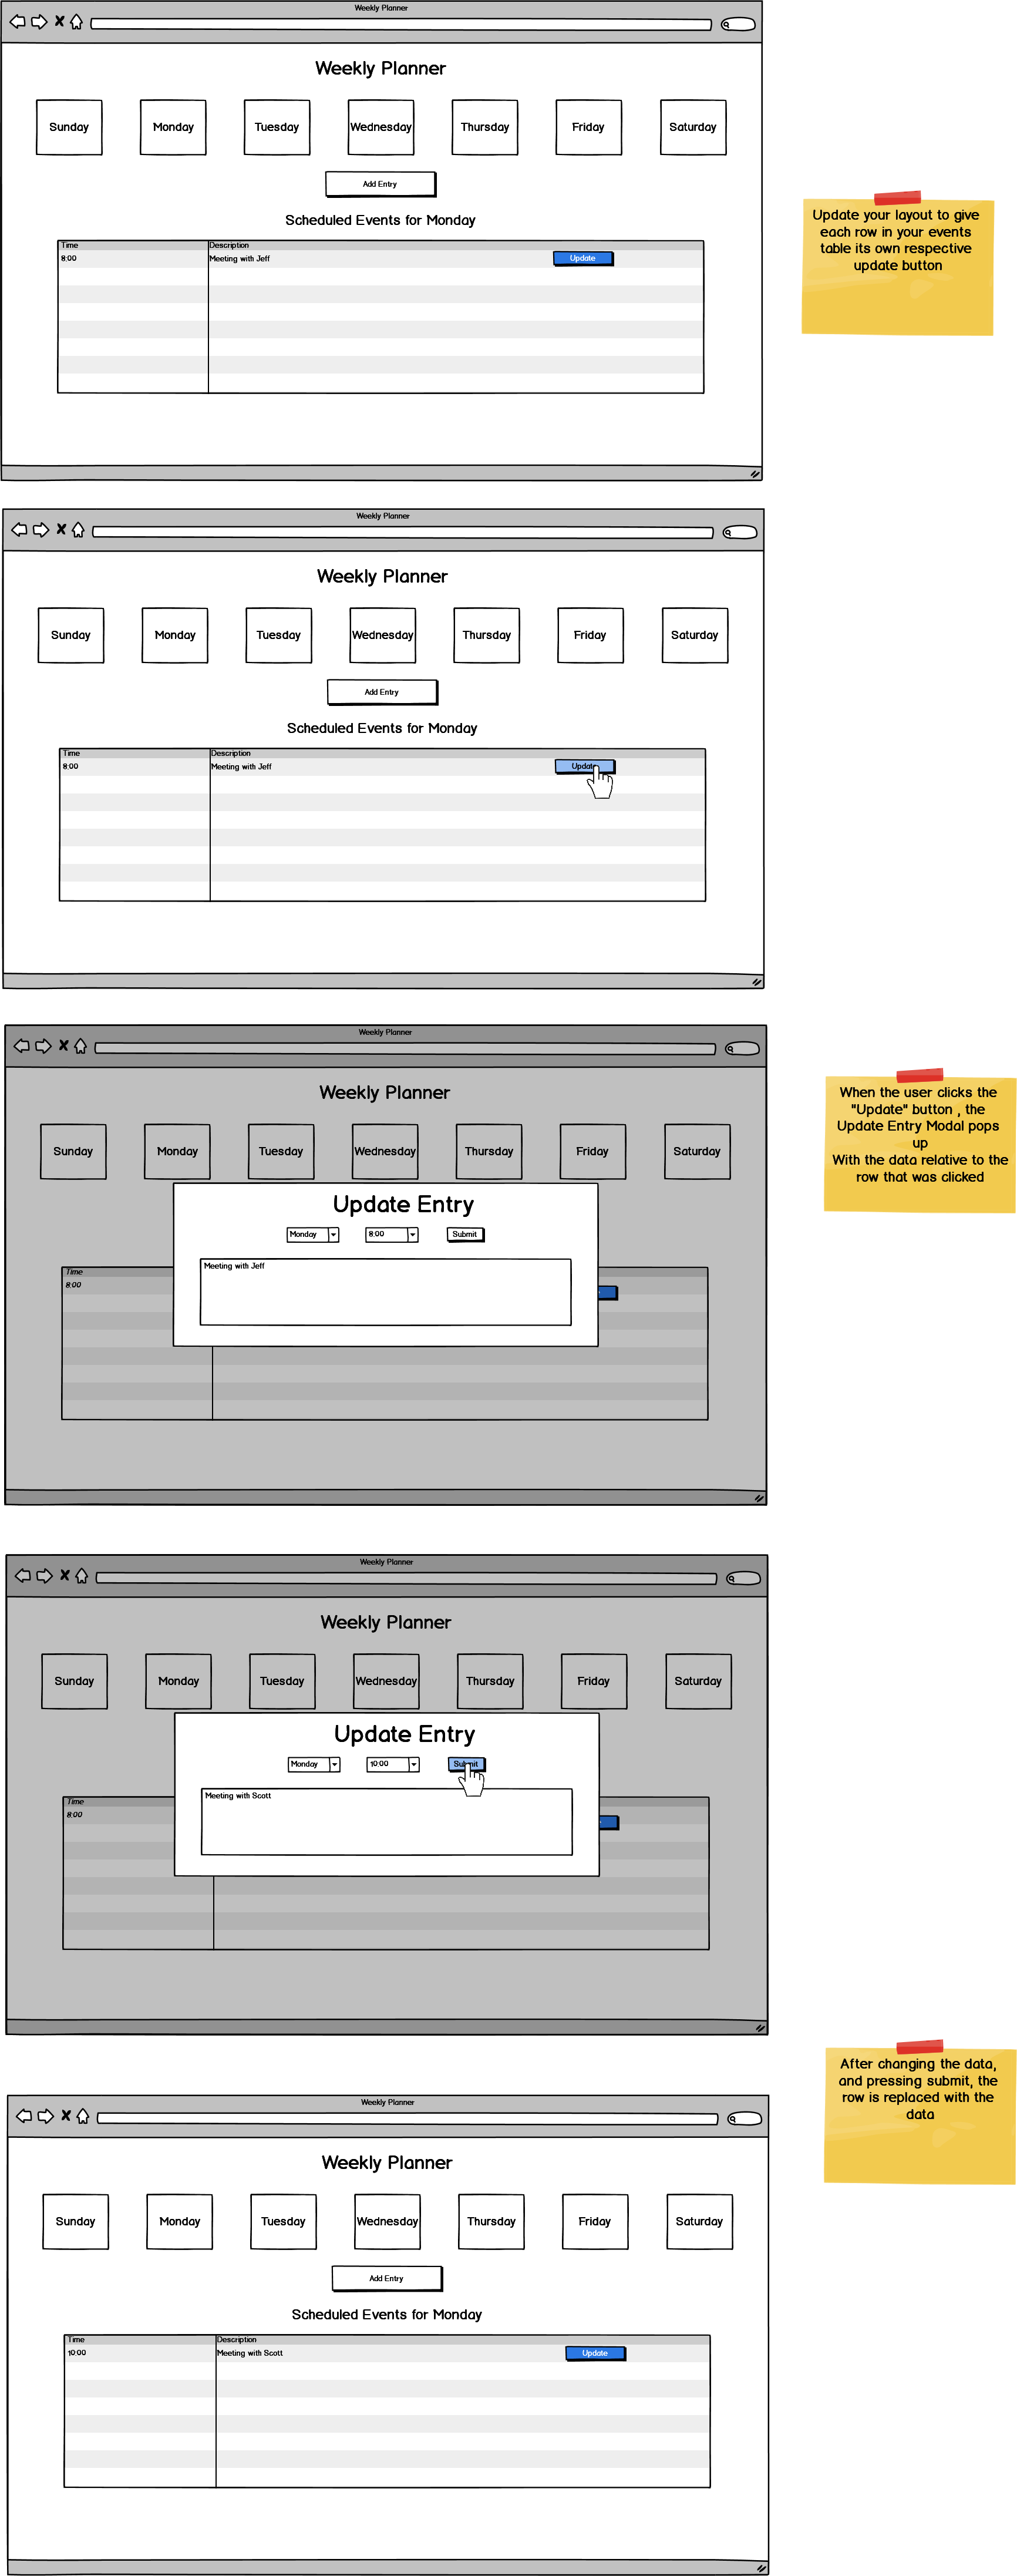 Weekly Planner
Weekly Planner
Sunday Monday Tuesday Wednesday Thursday Friday Saturday
Add Entry
Scheduled Events for Monday
Time Description
8:00 Meeting with Jeff Update
Update your layout to give
each row in your events
table its own respective
update button
Weekly Planner
Weekly Planner
Sunday Monday Tuesday Wednesday Thursday Friday Saturday
Add Entry
Scheduled Events for Monday
Time Description
8:00 Meeting with Jeff Update
Weekly Planner
Weekly Planner
Sunday Monday Tuesday Wednesday Thursday Friday Saturday
Update Entry
Monday 8:00 Submit
Meeting with Jeff
Time
8:00
When the user clicks the
"Update" button , the
Update Entry Modal pops
up
With the data relative to the
row that was clicked
Weekly Planner
Weekly Planner
Sunday Monday Tuesday Wednesday Thursday Friday Saturday
Update Entry
Monday 10:00 Submit
Meeting with Scott
Time
8:00
After changing the data,
and pressing submit, the
row is replaced with the
data
Weekly Planner
Weekly Planner
Sunday Monday Tuesday Wednesday Thursday Friday Saturday
Add Entry
Scheduled Events for Monday
Time Description
10:00 Meeting with Scott Update